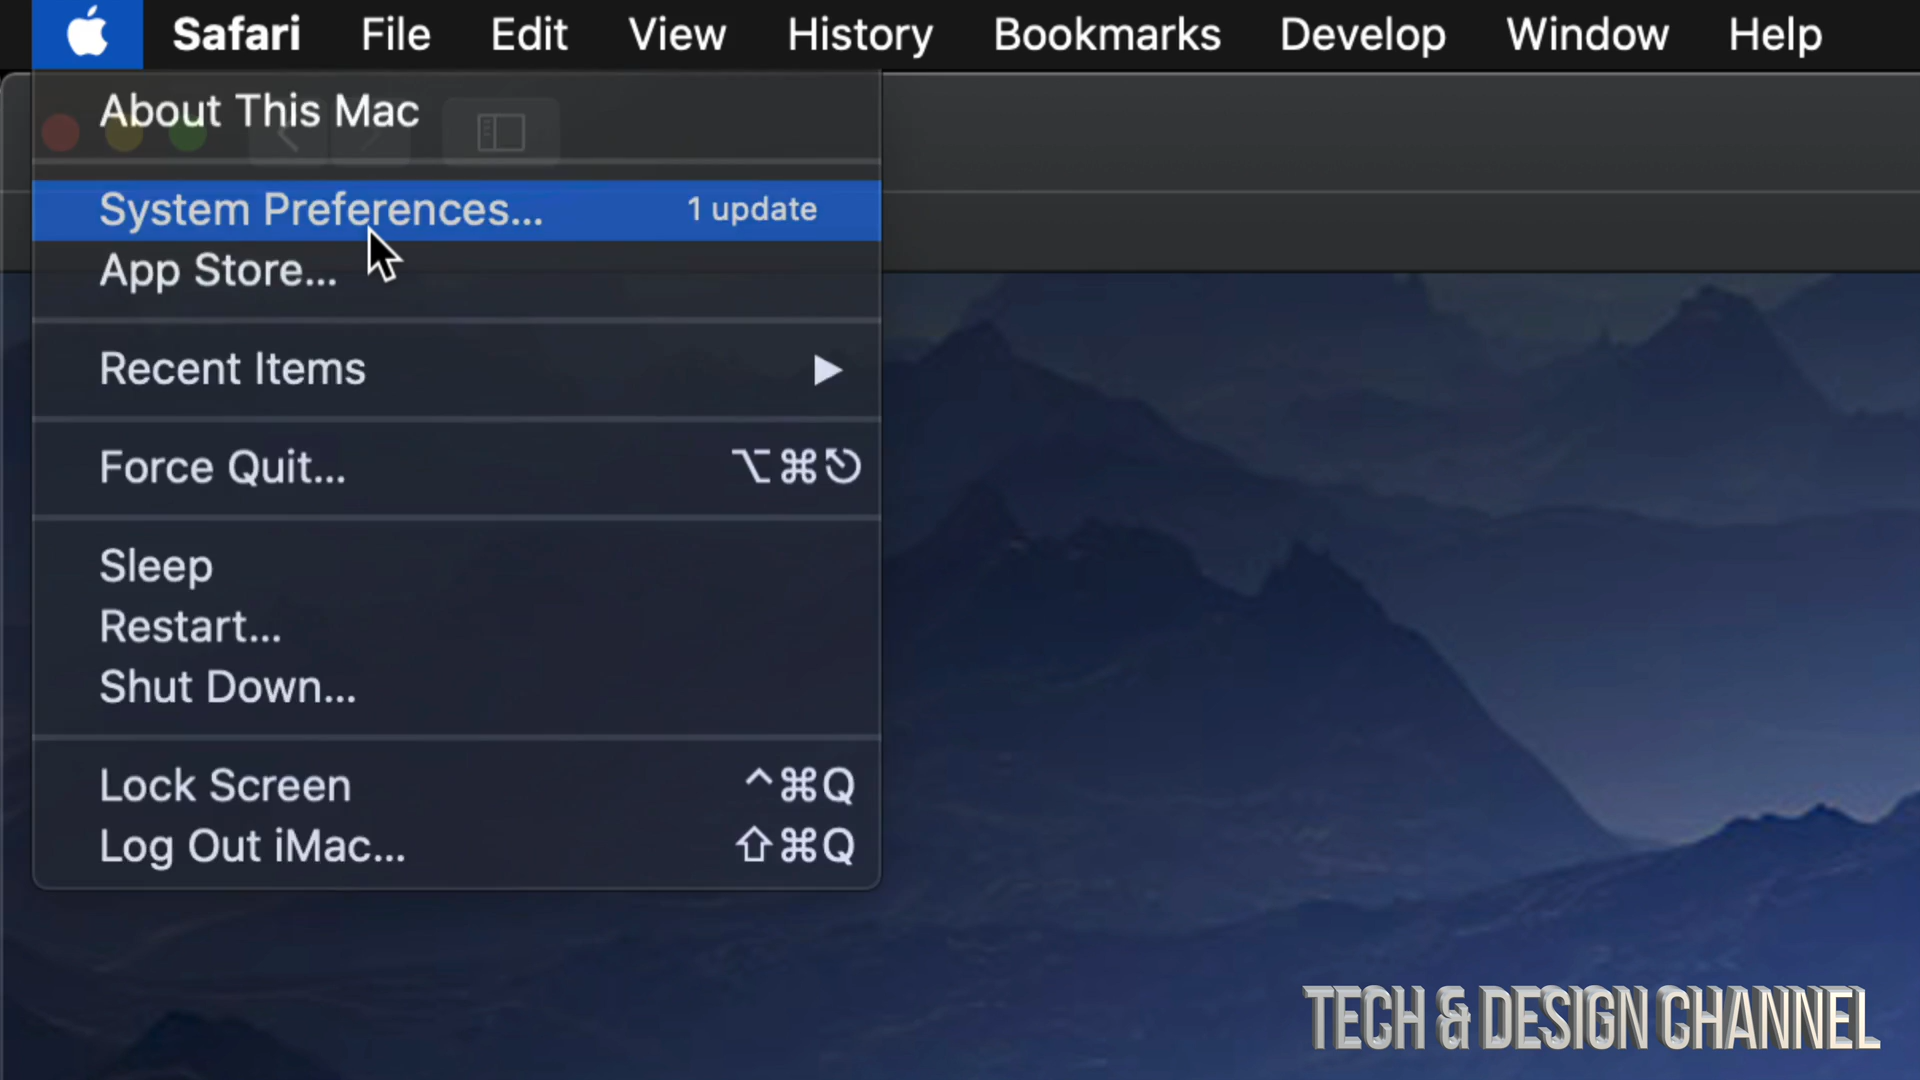 Safari File Edit View History Bookmarks Develop Window Help
About This Mac
System Preferences... 1 update
App Store...
Recent Items ▶
Force Quit... ⌥⌘⎋
Sleep
Restart...
Shut Down...
Lock Screen ^⌘Q
Log Out iMac... ⇧⌘Q
TECH & DESIGN CHANNEL